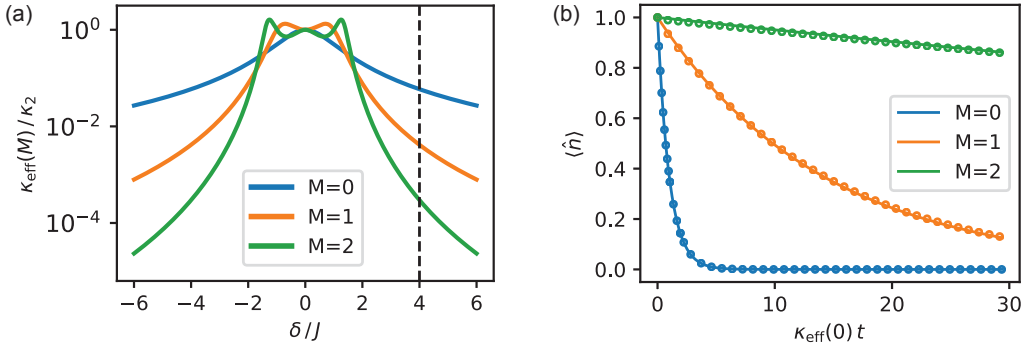 (a)
κ_eff(M) / κ_2
10^0
10^−2
10^−4
M=0
M=1
M=2
−6 −4 −2 0 2 4 6
δ / J
(b)
⟨n̂⟩
1.0
0.8
0.6
0.4
0.2
0.0
M=0
M=1
M=2
0 10 20 30
κ_eff(0) t